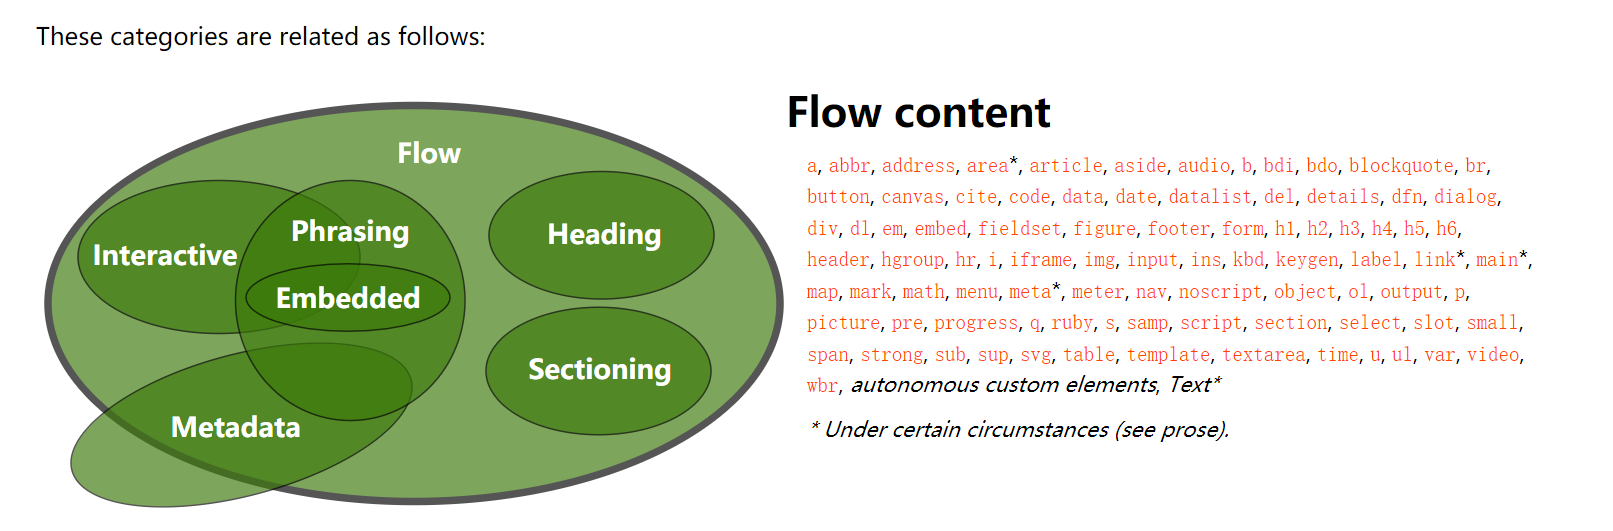 These categories are related as follows:
Flow
Phrasing
Interactive
Embedded
Heading
Sectioning
Metadata
Flow content
a, abbr, address, area*, article, aside, audio, b, bdi, bdo, blockquote, br,
button, canvas, cite, code, data, date, datalist, del, details, dfn, dialog,
div, dl, em, embed, fieldset, figure, footer, form, h1, h2, h3, h4, h5, h6,
header, hgroup, hr, i, iframe, img, input, ins, kbd, keygen, label, link*, main*,
map, mark, math, menu, meta*, meter, nav, noscript, object, ol, output, p,
picture, pre, progress, q, ruby, s, samp, script, section, select, slot, small,
span, strong, sub, sup, svg, table, template, textarea, time, u, ul, var, video,
wbr, autonomous custom elements, Text*
* Under certain circumstances (see prose).